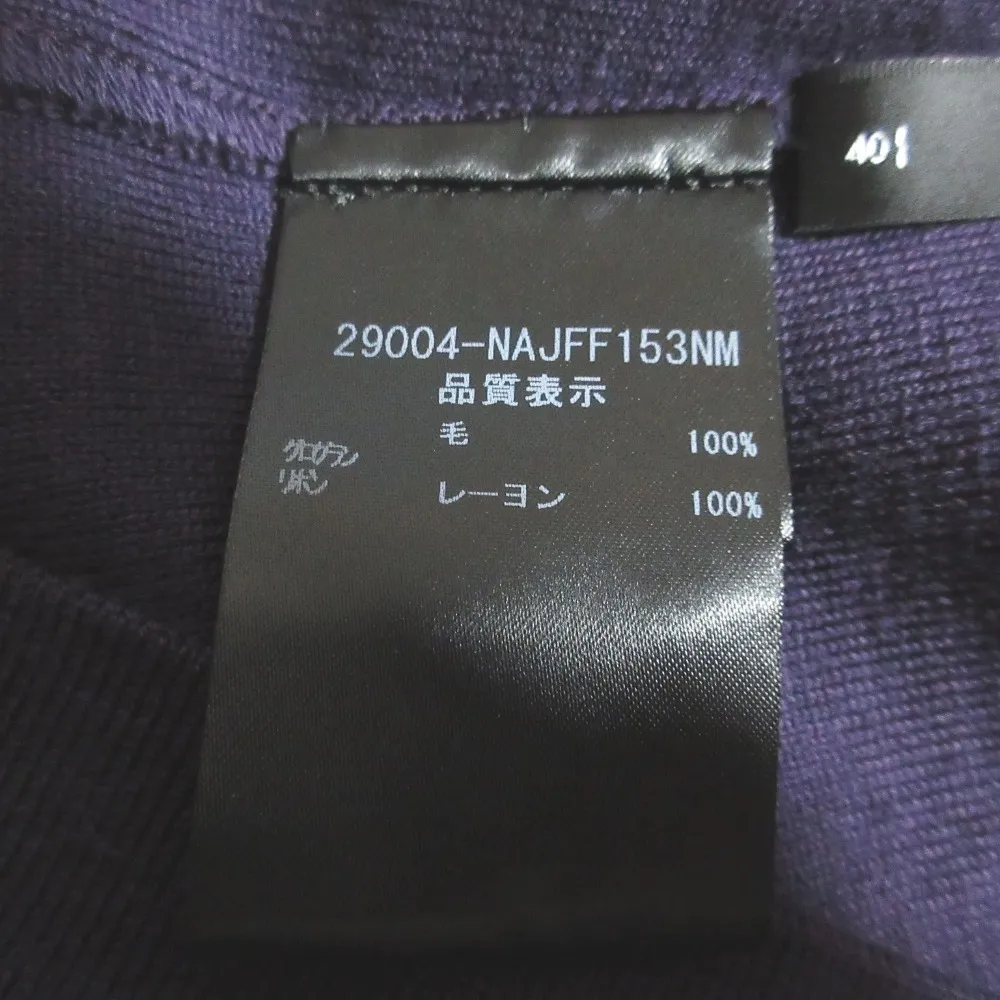 40
29004-NAJFF153NM
品質表示
毛 100%
グログラン
リボン レーヨン 100%